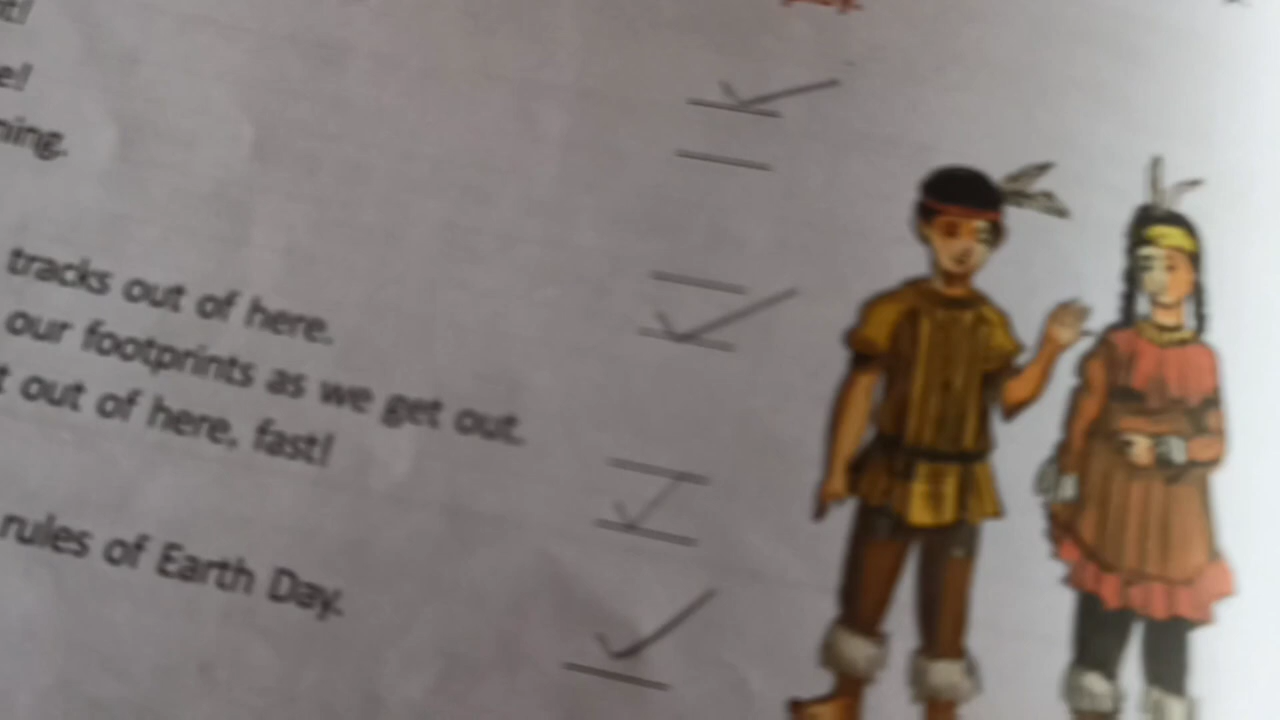 tracks out of here.
our footprints as we get out.
out of here, fast!
rules of Earth Day.